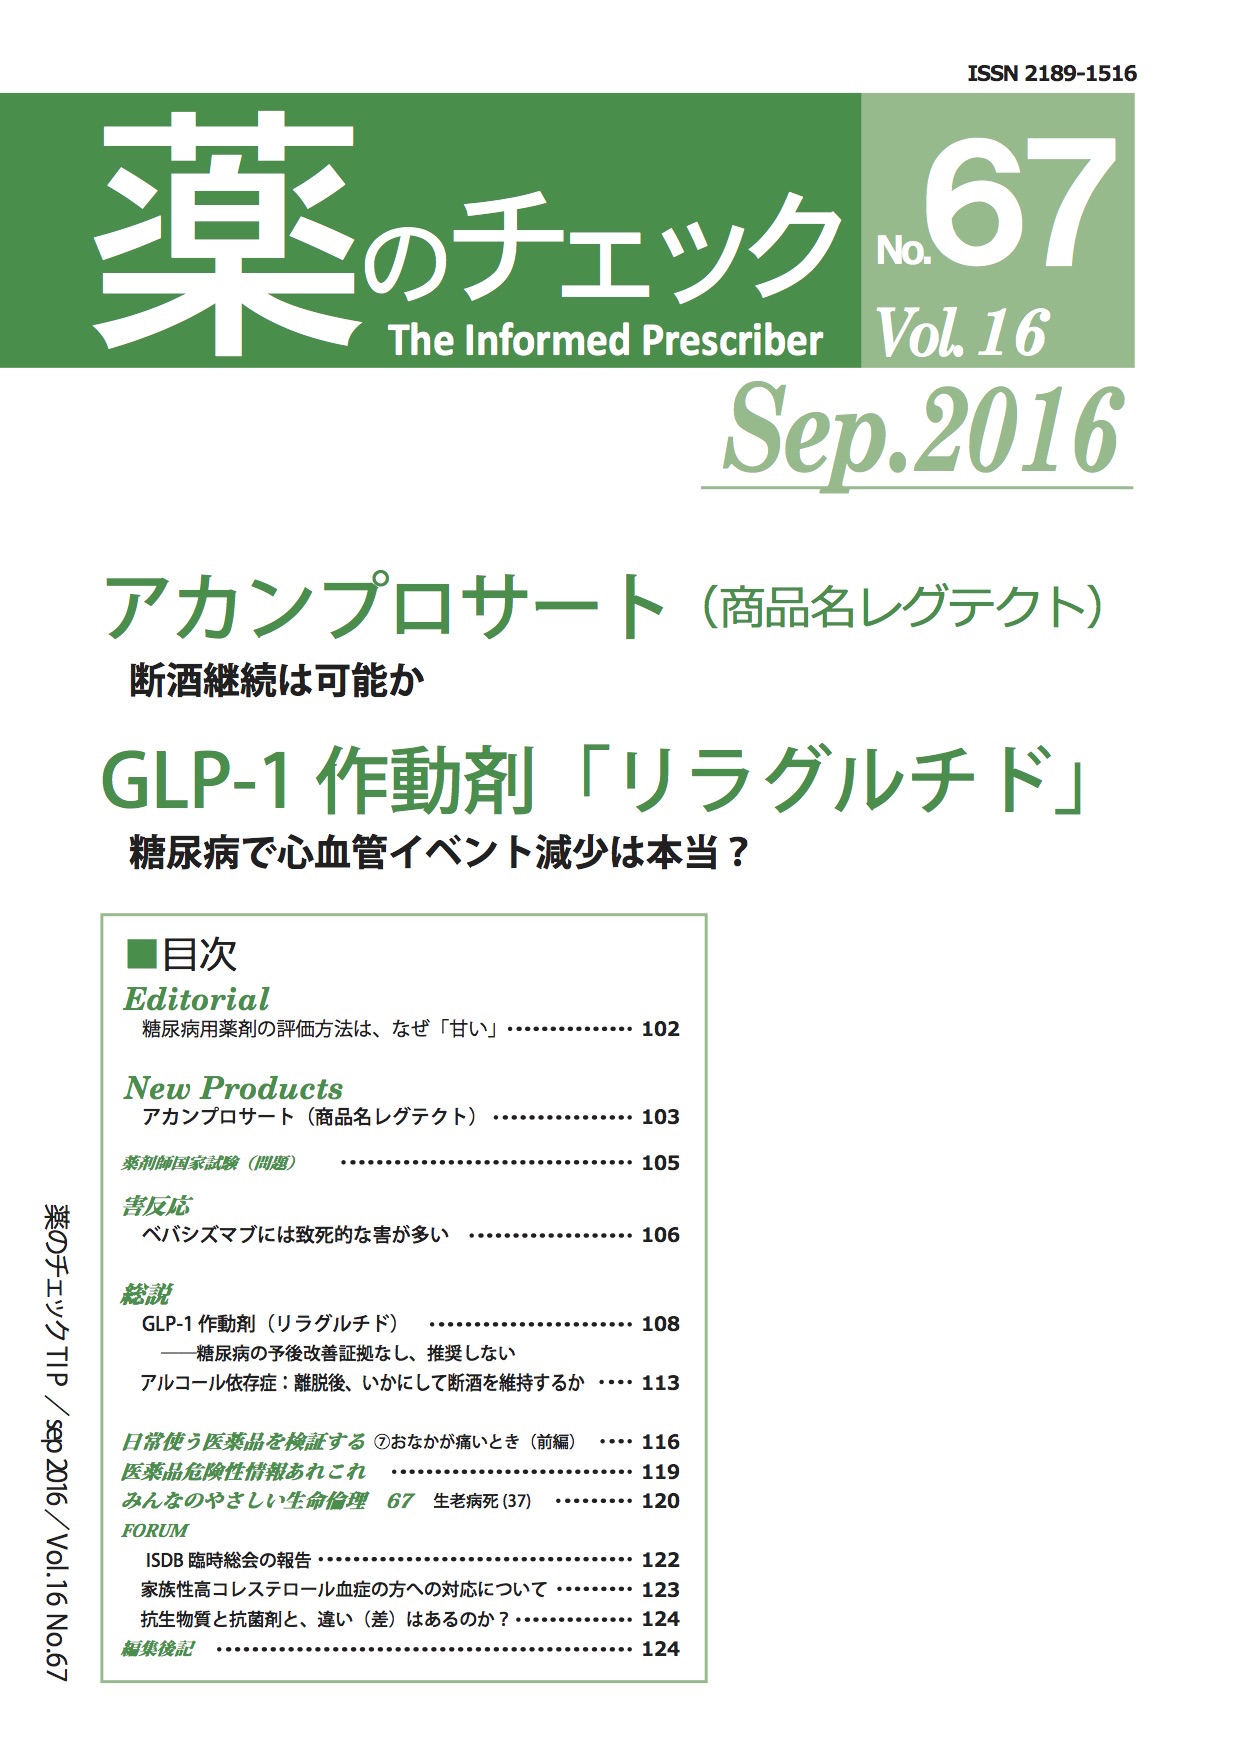 ISSN 2189-1516
薬のチェック
The Informed Prescriber
No.67
Vol.16
Sep.2016
アカンプロサート（商品名レグテクト）
断酒継続は可能か
GLP-1 作動剤「リラグルチド」
糖尿病で心血管イベント減少は本当？
■目次
Editorial
糖尿病用薬剤の評価方法は、なぜ「甘い」 ･････････････ 102
New Products
アカンプロサート（商品名レグテクト） ･････････････ 103
薬剤師国家試験（問題） ････････････････････････････ 105
害反応
ベバシズマブには致死的な害が多い ････････････････ 106
総説
GLP-1 作動剤（リラグルチド） ････････････････････ 108
――糖尿病の予後改善証拠なし、推奨しない
アルコール依存症：離脱後、いかにして断酒を維持するか ････ 113
日常使う医薬品を検証する ⑦おなかが痛いとき（前編） ････ 116
医薬品危険性情報あれこれ ････････････････････････ 119
みんなのやさしい生命倫理 67 生老病死 (37) ････････ 120
FORUM
ISDB 臨時総会の報告 ･･･････････････････････････････ 122
家族性高コレステロール血症の方への対応について ････････ 123
抗生物質と抗菌剤と、違い（差）はあるのか？ ････････････ 124
編集後記 ････････････････････････････････････････ 124
薬のチェック TIP ／ sep 2016 ／ Vol.16 No.67